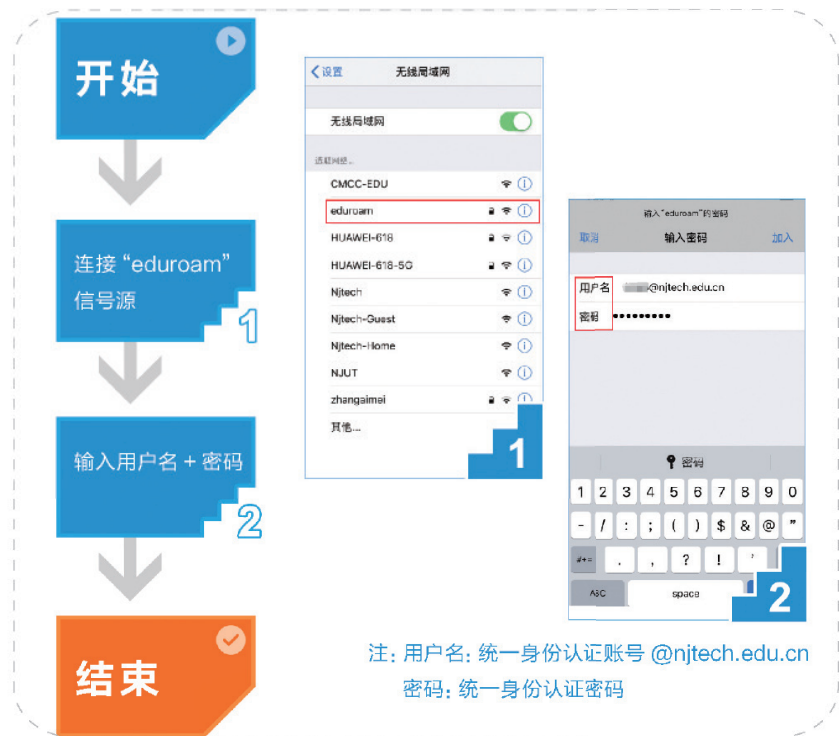 开始
连接 “eduroam”
信号源
1
输入用户名 + 密码
2
结束
设置
无线局域网
无线局域网
选取网络...
CMCC-EDU
eduroam
HUAWEI-618
HUAWEI-618-5G
Njtech
Njtech-Guest
Njtech-Home
NJUT
zhangaimei
其他...
1
输入“eduroam”的密码
取消 输入密码 加入
用户名 @njtech.edu.cn
密码 •••••••••
密码
1 2 3 4 5 6 7 8 9 0
- / : ; ( ) $ & @ "
#+= . , ? ! '
ABC space
2
注: 用户名: 统一身份认证账号 @njtech.edu.cn
密码: 统一身份认证密码